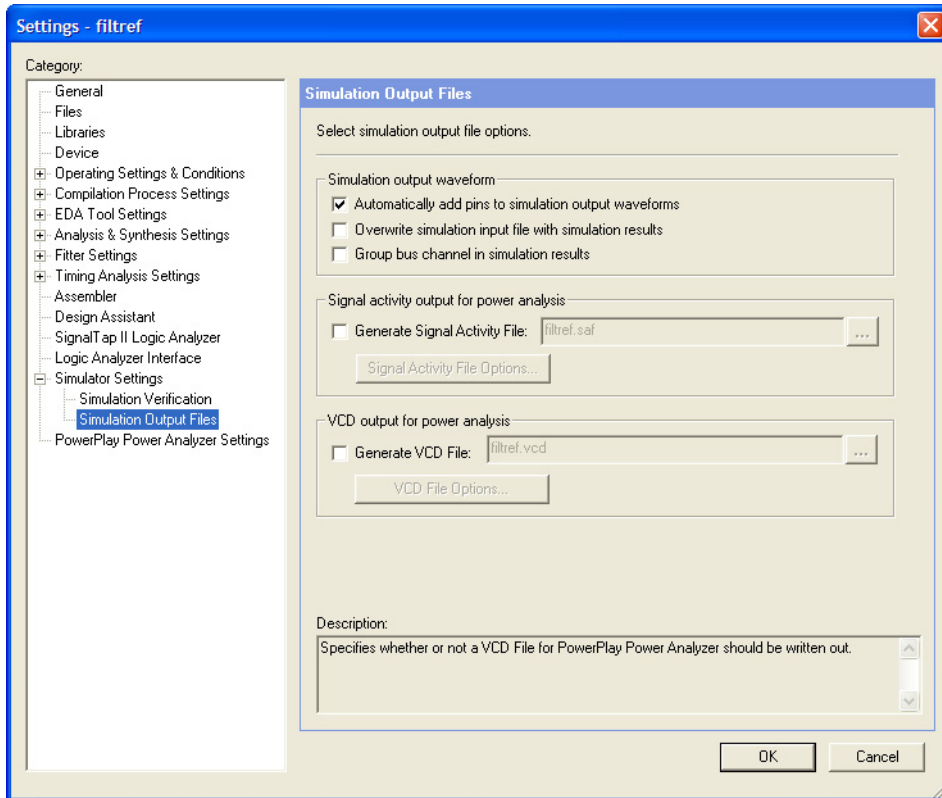 Settings - filtref
Category:
General
Files
Libraries
Device
Operating Settings & Conditions
Compilation Process Settings
EDA Tool Settings
Analysis & Synthesis Settings
Fitter Settings
Timing Analysis Settings
Assembler
Design Assistant
SignalTap II Logic Analyzer
Logic Analyzer Interface
Simulator Settings
Simulation Verification
Simulation Output Files
PowerPlay Power Analyzer Settings
Simulation Output Files
Select simulation output file options.
Simulation output waveform
Automatically add pins to simulation output waveforms
Overwrite simulation input file with simulation results
Group bus channel in simulation results
Signal activity output for power analysis
Generate Signal Activity File: filtref.saf ...
Signal Activity File Options...
VCD output for power analysis
Generate VCD File: filtref.vcd ...
VCD File Options...
Description:
Specifies whether or not a VCD File for PowerPlay Power Analyzer should be written out.
OK Cancel